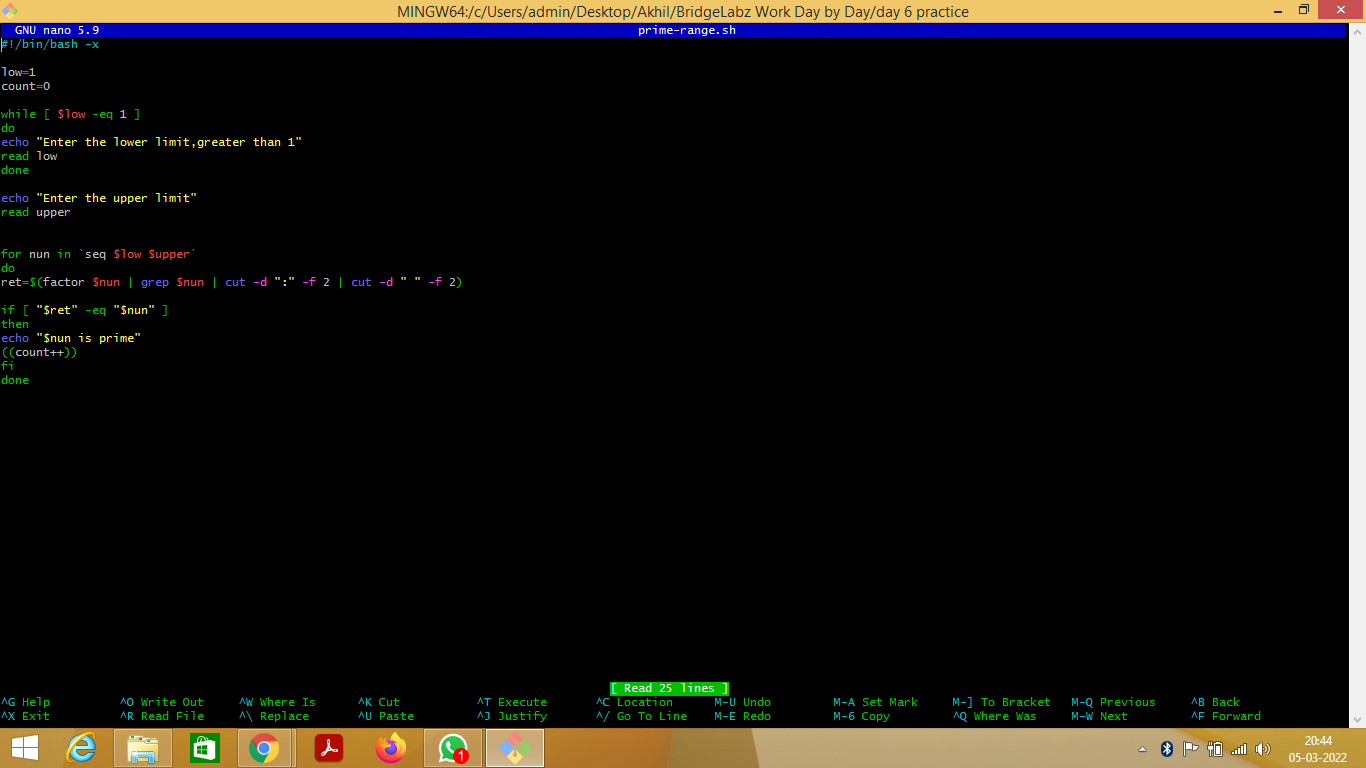 MINGW64:/c/Users/admin/Desktop/Akhil/BridgeLabz Work Day by Day/day 6 practice
GNU nano 5.9 prime-range.sh
#!/bin/bash -x
low=1
count=0
while [ $low -eq 1 ]
do
echo "Enter the lower limit,greater than 1"
read low
done
echo "Enter the upper limit"
read upper
for nun in `seq $low $upper`
do
ret=$(factor $nun | grep $nun | cut -d ":" -f 2 | cut -d " " -f 2)
if [ "$ret" -eq "$nun" ]
then
echo "$nun is prime"
((count++))
fi
done
[ Read 25 lines ]
^G Help ^O Write Out ^W Where Is ^K Cut ^T Execute ^C Location M-U Undo M-A Set Mark M-] To Bracket M-Q Previous ^B Back
^X Exit ^R Read File ^\ Replace ^U Paste ^J Justify ^/ Go To Line M-E Redo M-6 Copy ^Q Where Was M-W Next ^F Forward
1
20:44
05-03-2022